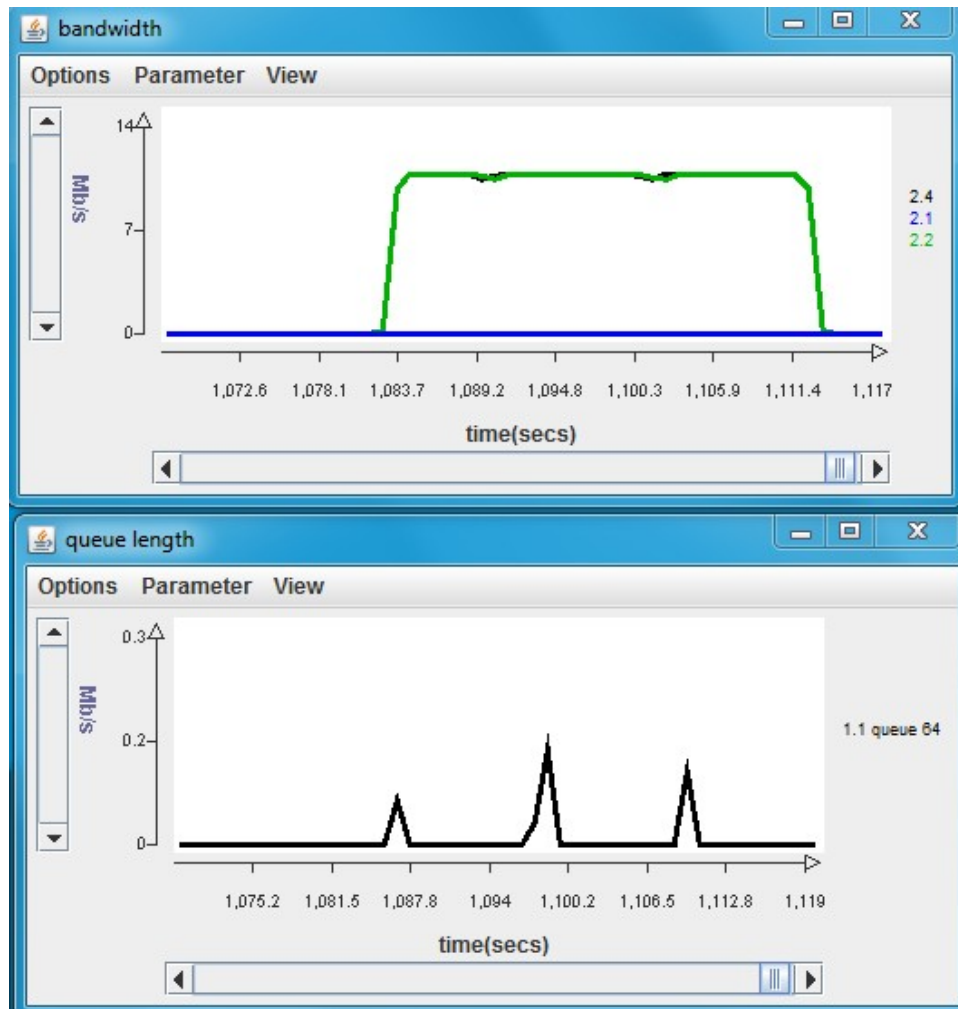 bandwidth
Options Parameter View
14
Mb/s
7
0
2.4
2.1
2.2
1,072.6 1,078.1 1,083.7 1,089.2 1,094.8 1,100.3 1,105.9 1,111.4 1,117
time(secs)
queue length
Options Parameter View
0.3
Mb/s
0.2
0
1.1 queue 64
1,075.2 1,081.5 1,087.8 1,094 1,100.2 1,106.5 1,112.8 1,119
time(secs)